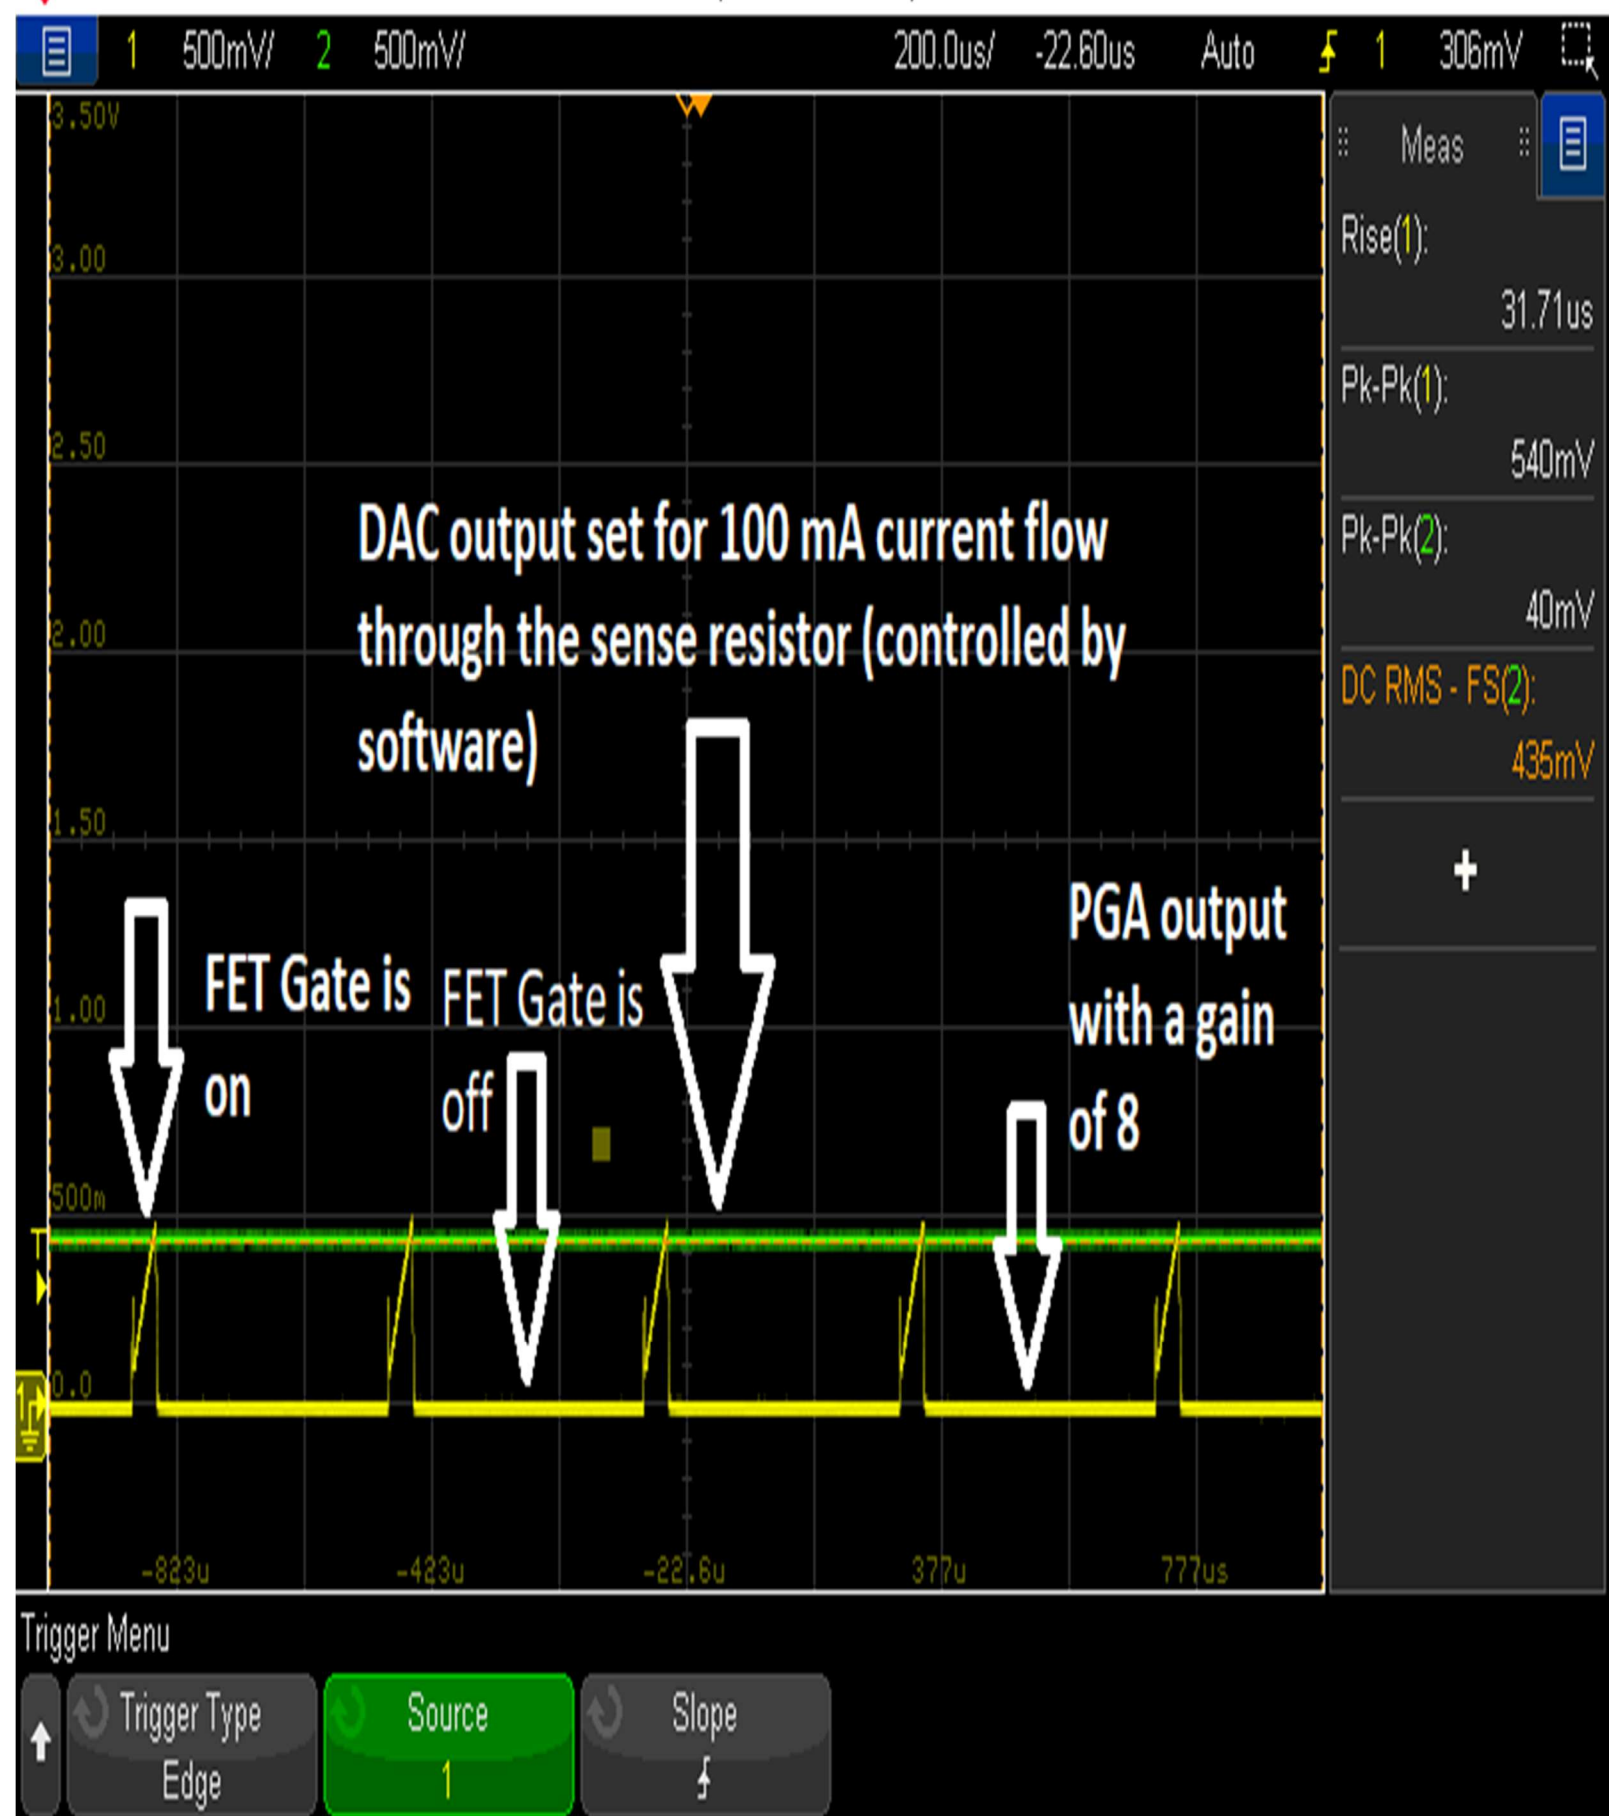 1 500mV/ 2 500mV/ 200.0us/ -22.60us Auto 1 306mV
3.50V
Meas
3.00
Rise(1):
31.71us
Pk-Pk(1):
540mV
2.50
DAC output set for 100 mA current flow
through the sense resistor (controlled by
software)
Pk-Pk(2):
40mV
2.00
DC RMS - FS(2):
435mV
1.50
+
FET Gate is
on
FET Gate is
off
PGA output
with a gain
of 8
1.00
500m
T
0.0
1
-823u -423u -22.6u 377u 777us
Trigger Menu
Trigger Type
Edge
Source
1
Slope